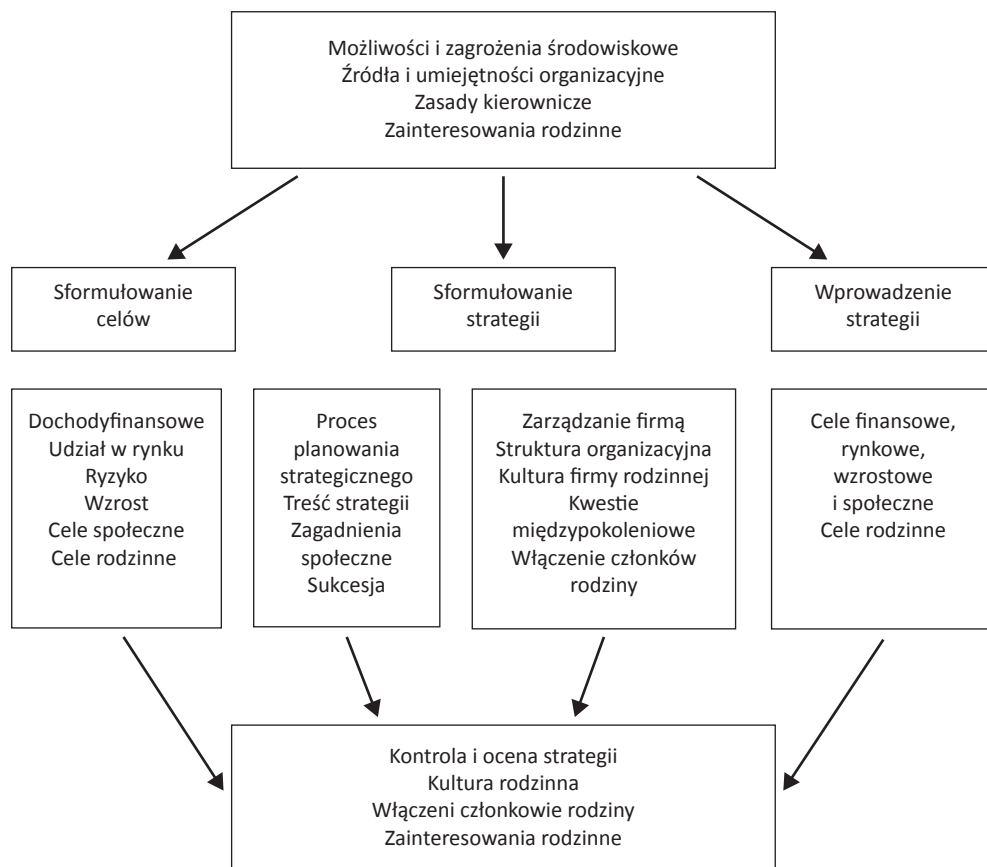 Możliwości i zagrożenia środowiskowe
Źródła i umiejętności organizacyjne
Zasady kierownicze
Zainteresowania rodzinne
Sformułowanie
celów
Sformułowanie
strategii
Wprowadzenie
strategii
Dochodyfinansowe
Udział w rynku
Ryzyko
Wzrost
Cele społeczne
Cele rodzinne
Proces
planowania
strategicznego
Treść strategii
Zagadnienia
społeczne
Sukcesja
Zarządzanie firmą
Struktura organizacyjna
Kultura firmy rodzinnej
Kwestie
międzypokoleniowe
Włączenie członków
rodziny
Cele finansowe,
rynkowe,
wzrostowe
i społeczne
Cele rodzinne
Kontrola i ocena strategii
Kultura rodzinna
Włączeni członkowie rodziny
Zainteresowania rodzinne